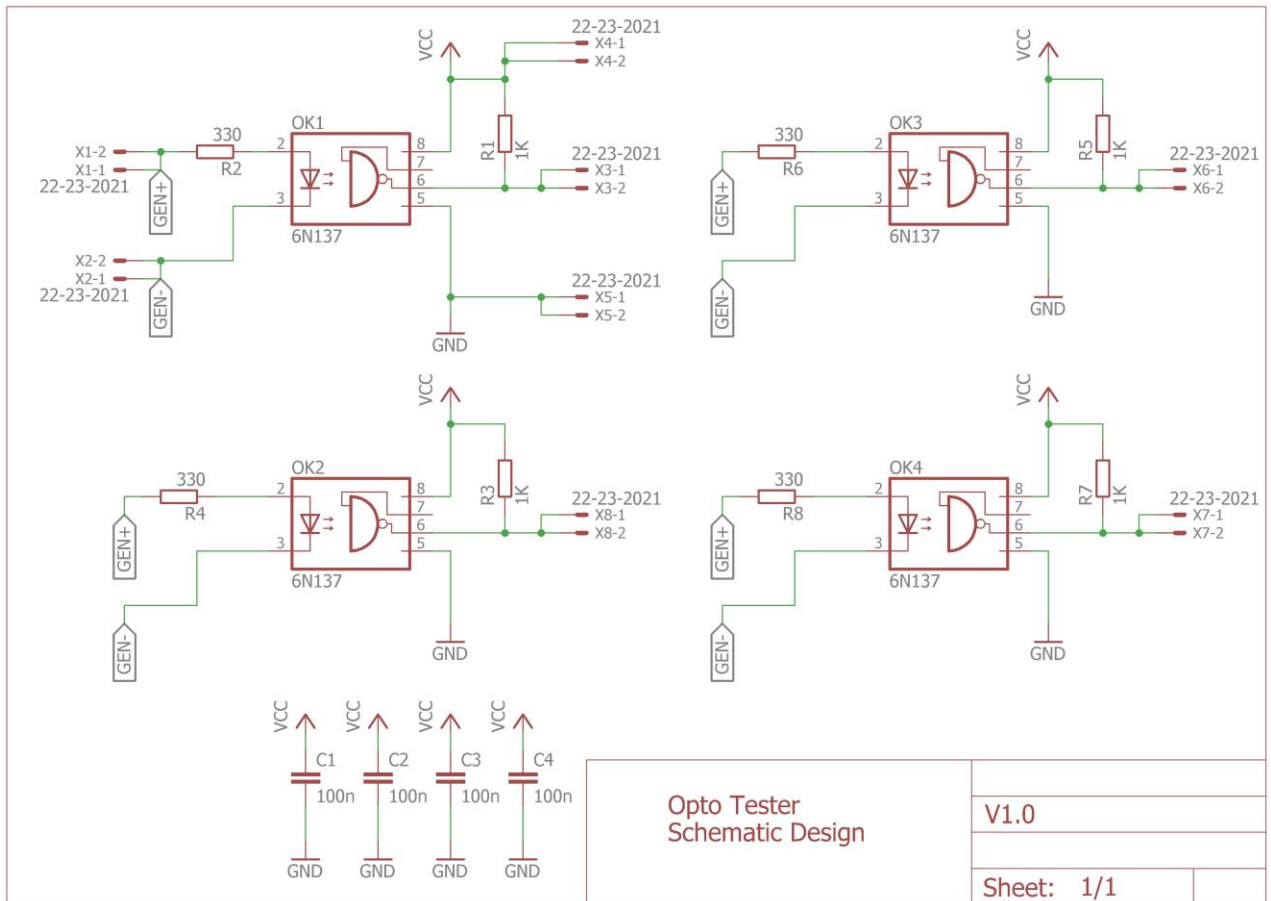 22-23-2021
X4-1
X4-2
VCC
OK1
330
2
8
R1
1K
X1-2
X1-1
R2
7
22-23-2021
X3-1
22-23-2021
6
X3-2
GEN+
3
5
6N137
X2-2
X2-1
22-23-2021
GEN-
22-23-2021
X5-1
X5-2
GND
VCC
OK3
330
2
8
R5
1K
R6
7
22-23-2021
X6-1
6
X6-2
GEN+
3
5
6N137
GEN-
GND
VCC
OK2
330
2
8
R3
1K
R4
7
22-23-2021
X8-1
6
X8-2
GEN+
3
5
6N137
GEN-
GND
VCC
OK4
330
2
8
R7
1K
R8
7
22-23-2021
X7-1
6
X7-2
GEN+
3
5
6N137
GEN-
GND
VCC
C1
100n
GND
VCC
C2
100n
GND
VCC
C3
100n
GND
VCC
C4
100n
GND
Opto Tester
Schematic Design
V1.0
Sheet: 1/1